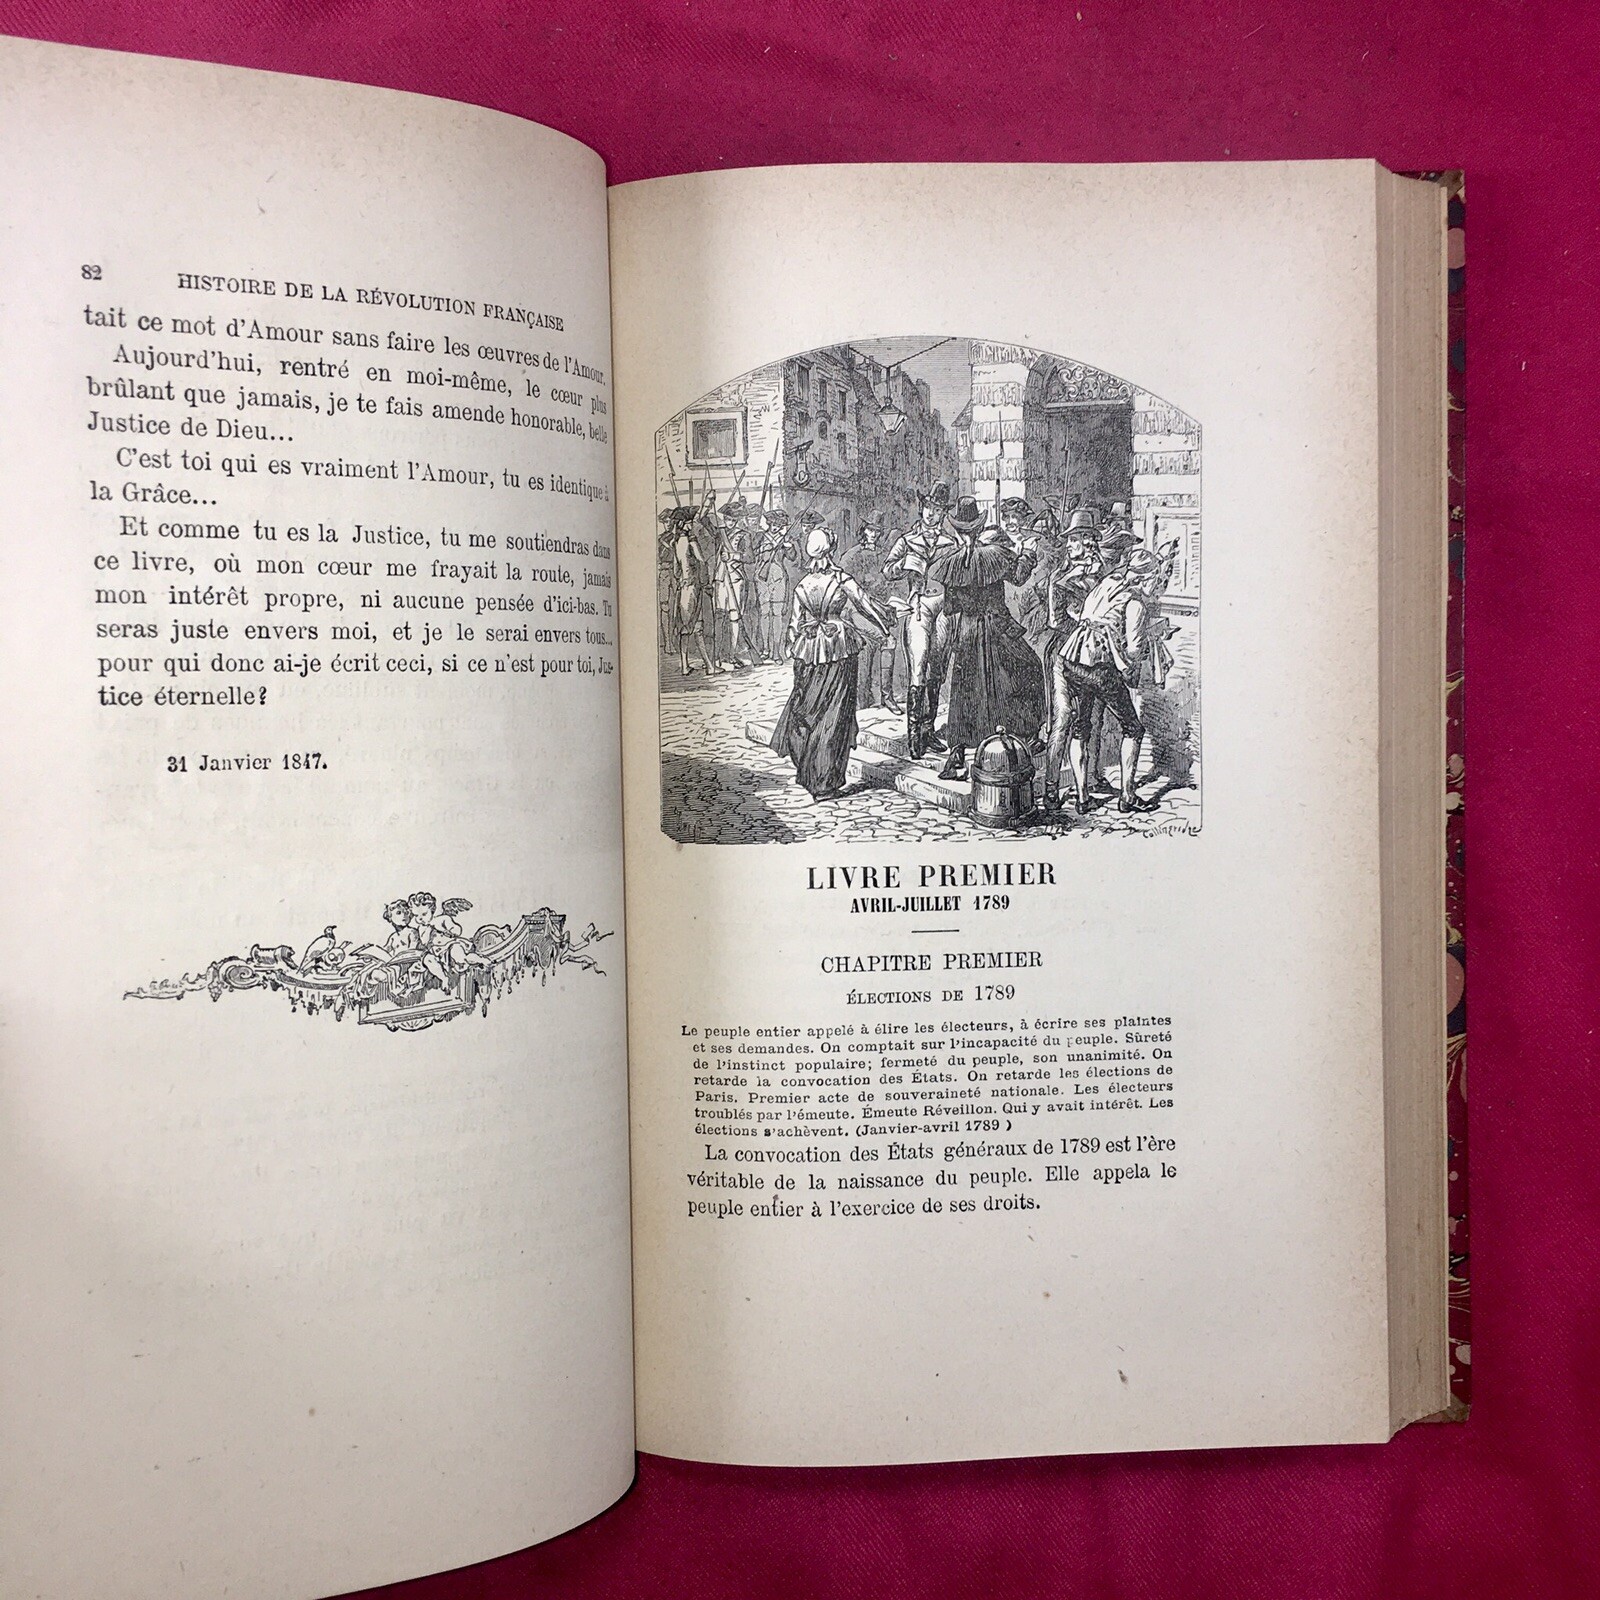 82
HISTOIRE DE LA RÉVOLUTION FRANÇAISE
tait ce mot d'Amour sans faire les œuvres de l'Amour.
Aujourd'hui, rentré en moi-même, le cœur plus
brûlant que jamais, je te fais amende honorable, belle
Justice de Dieu...
C'est toi qui es vraiment l'Amour, tu es identique à
la Grâce...
Et comme tu es la Justice, tu me soutiendras dans
ce livre, où mon cœur me frayait la route, jamais
mon intérêt propre, ni aucune pensée d'ici-bas. Tu
seras juste envers moi, et je le serai envers tous...
pour qui donc ai-je écrit ceci, si ce n'est pour toi, Jus-
tice éternelle?
31 Janvier 1847.
LIVRE PREMIER
AVRIL-JUILLET 1789
CHAPITRE PREMIER
ÉLECTIONS DE 1789
Le peuple entier appelé à élire les électeurs, à écrire ses plaintes
et ses demandes. On comptait sur l'incapacité du peuple. Sûreté
de l'instinct populaire; fermeté du peuple, son unanimité. On
retarde la convocation des États. On retarde les élections de
Paris. Premier acte de souveraineté nationale. Les électeurs
troublés par l'émeute. Émeute Réveillon. Qui y avait intérêt. Les
élections s'achèvent. (Janvier-avril 1789 )
La convocation des États généraux de 1789 est l'ère
véritable de la naissance du peuple. Elle appela le
peuple entier à l'exercice de ses droits.